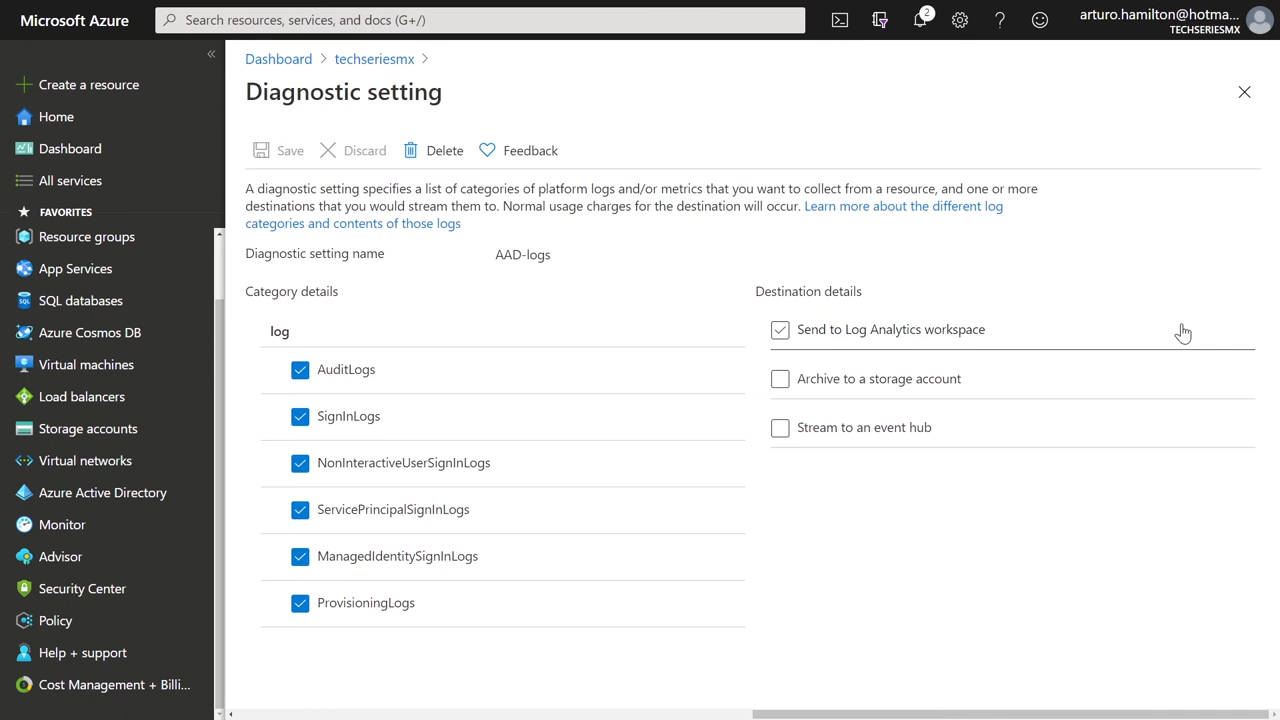 Microsoft Azure
Search resources, services, and docs (G+/)
2
arturo.hamilton@hotma...
TECHSERIESMX
«
Create a resource
Home
Dashboard
All services
FAVORITES
Resource groups
App Services
SQL databases
Azure Cosmos DB
Virtual machines
Load balancers
Storage accounts
Virtual networks
Azure Active Directory
Monitor
Advisor
Security Center
Policy
Help + support
Cost Management + Billi...
Dashboard > techseriesmx >
Diagnostic setting
Save Discard Delete Feedback
A diagnostic setting specifies a list of categories of platform logs and/or metrics that you want to collect from a resource, and one or more
destinations that you would stream them to. Normal usage charges for the destination will occur. Learn more about the different log
categories and contents of those logs
Diagnostic setting name AAD-logs
Category details
log
AuditLogs
SignInLogs
NonInteractiveUserSignInLogs
ServicePrincipalSignInLogs
ManagedIdentitySignInLogs
ProvisioningLogs
Destination details
Send to Log Analytics workspace
Archive to a storage account
Stream to an event hub